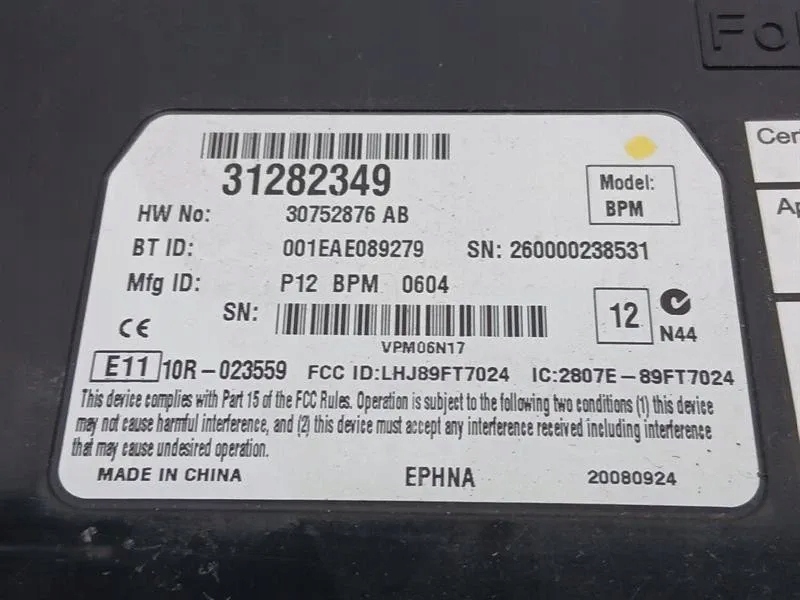 Fo
31282349
Model:
BPM
HW No: 30752876 AB
BT ID: 001EAE089279 SN: 260000238531
Mfg ID: P12 BPM 0604
SN:
12
N44
VPM06N17
CE
E11 10R-023559 FCC ID:LHJ89FT7024 IC:2807E-89FT7024
This device complies with Part 15 of the FCC Rules. Operation is subject to the following two conditions (1) this device
may not cause harmful interference, and (2) this device must accept any interference received including interference
that may cause undesired operation.
MADE IN CHINA EPHNA 20080924
Cer
Ap